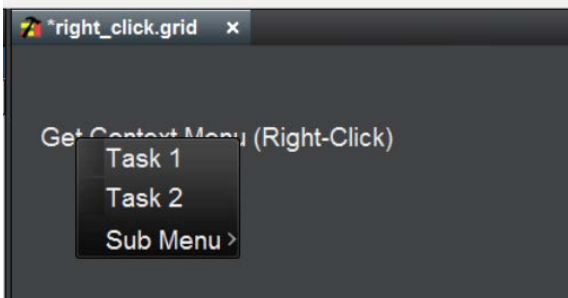 *right_click.grid ×
Get Context Menu (Right-Click)
Task 1
Task 2
Sub Menu >